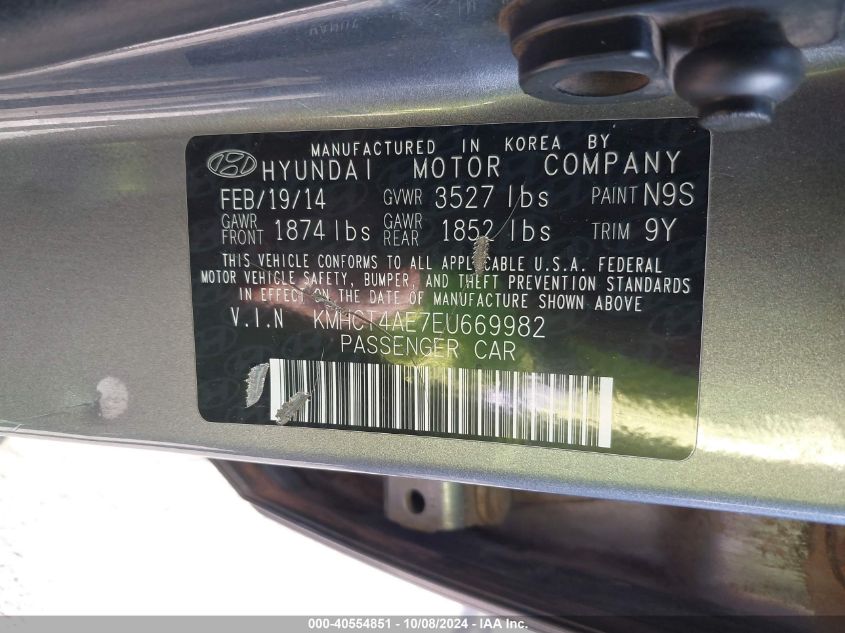 MANUFACTURED IN KOREA BY
HYUNDAI MOTOR COMPANY
FEB/19/14 GVWR 3527 lbs PAINT N9S
GAWR FRONT 1874 lbs GAWR REAR 1852 lbs TRIM 9Y
THIS VEHICLE CONFORMS TO ALL APPLICABLE U.S.A. FEDERAL
MOTOR VEHICLE SAFETY, BUMPER, AND THEFT PREVENTION STANDARDS
IN EFFECT ON THE DATE OF MANUFACTURE SHOWN ABOVE
V.I.N KMHCT4AE7EU669982
PASSENGER CAR
000-40554851 - 10/08/2024 - IAA Inc.